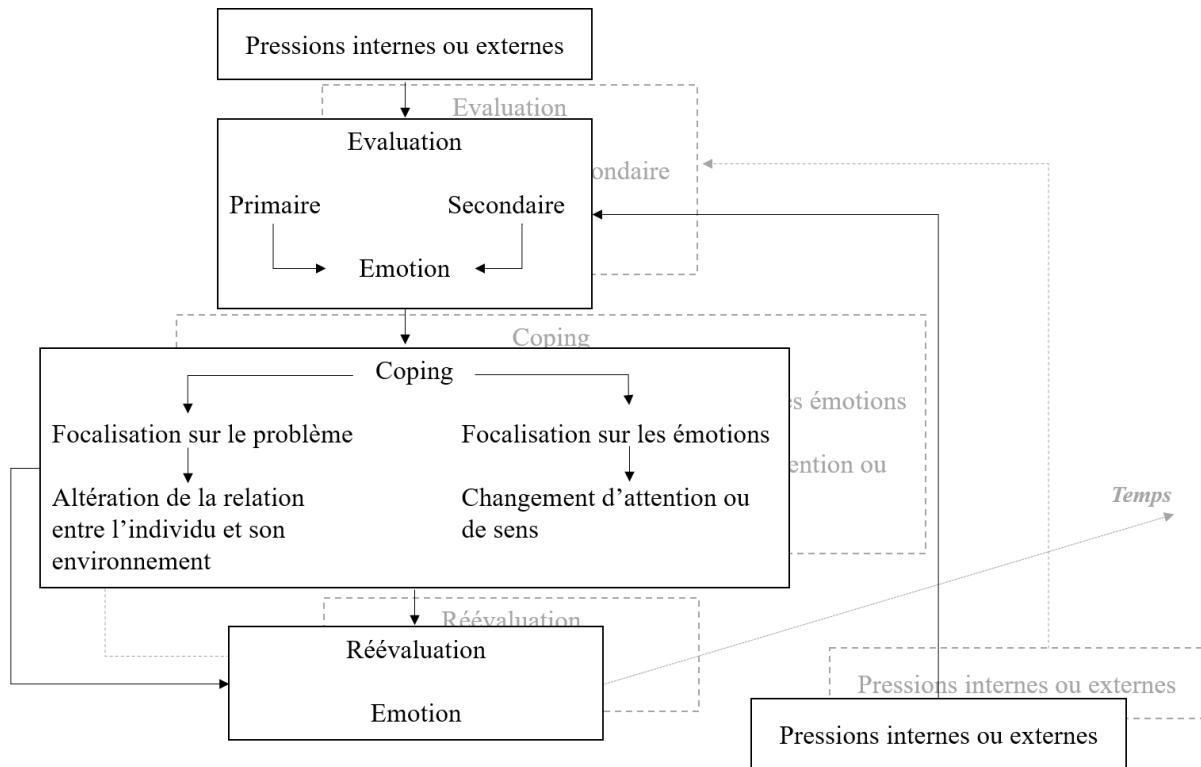 Pressions internes ou externes
Evaluation
Evaluation
ondaire
Primaire
Secondaire
Emotion
Coping
Coping
es émotions
Focalisation sur le problème
Focalisation sur les émotions
ention ou
Altération de la relation
entre l’individu et son
environnement
Changement d’attention ou
de sens
Temps
Réévaluation
Réévaluation
Emotion
Pressions internes ou externes
Pressions internes ou externes